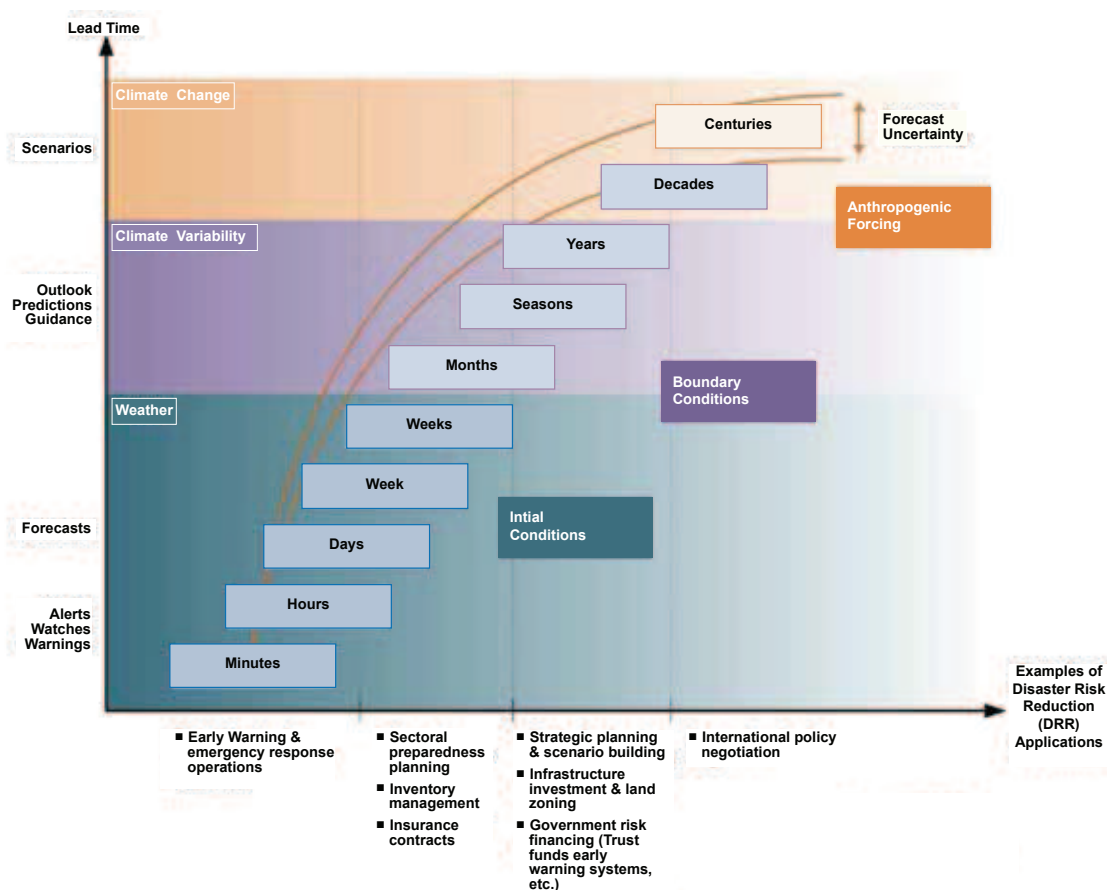 Lead Time
Climate Change
Scenarios
Centuries
Forecast
Uncertainty
Decades
Anthropogenic
Forcing
Climate Variability
Years
Outlook
Predictions
Guidance
Seasons
Months
Boundary
Conditions
Weather
Weeks
Week
Intial
Conditions
Forecasts
Days
Hours
Alerts
Watches
Warnings
Minutes
Examples of
Disaster Risk
Reduction
(DRR)
Applications
■ Early Warning &
emergency response
operations
■ Sectoral
preparedness
planning
■ Inventory
management
■ Insurance
contracts
■ Strategic planning
& scenario building
■ Infrastructure
investment & land
zoning
■ Government risk
financing (Trust
funds early
warning systems,
etc.)
■ International policy
negotiation